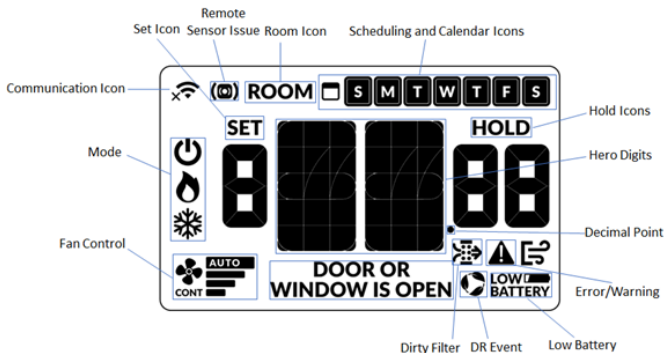 Remote
Sensor Issue
Set Icon
Room Icon
Scheduling and Calendar Icons
Communication Icon
ROOM
S M T W T F S
SET
HOLD
Hold Icons
Mode
Hero Digits
Decimal Point
Fan Control
AUTO
CONT
DOOR OR
WINDOW IS OPEN
LOW
BATTERY
Error/Warning
Dirty Filter
DR Event
Low Battery